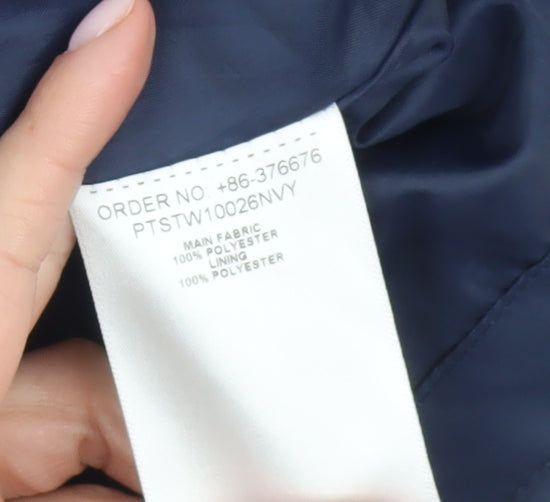 ORDER NO +86-376676
PTSTW10026NVY
MAIN FABRIC
100% POLYESTER
LINING
100% POLYESTER